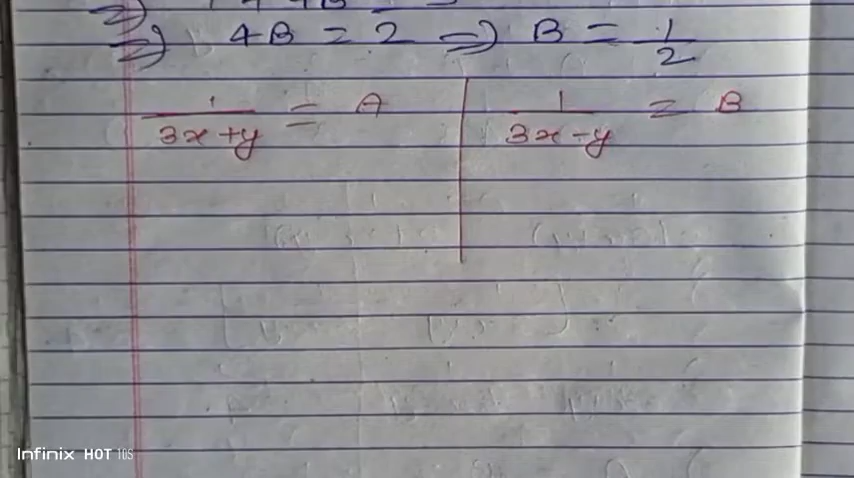 ⇒ 4B = 2 ⇒ B = 1/2
1/(3x+y) = A | 1/(3x-y) = B
Infinix HOT 10S